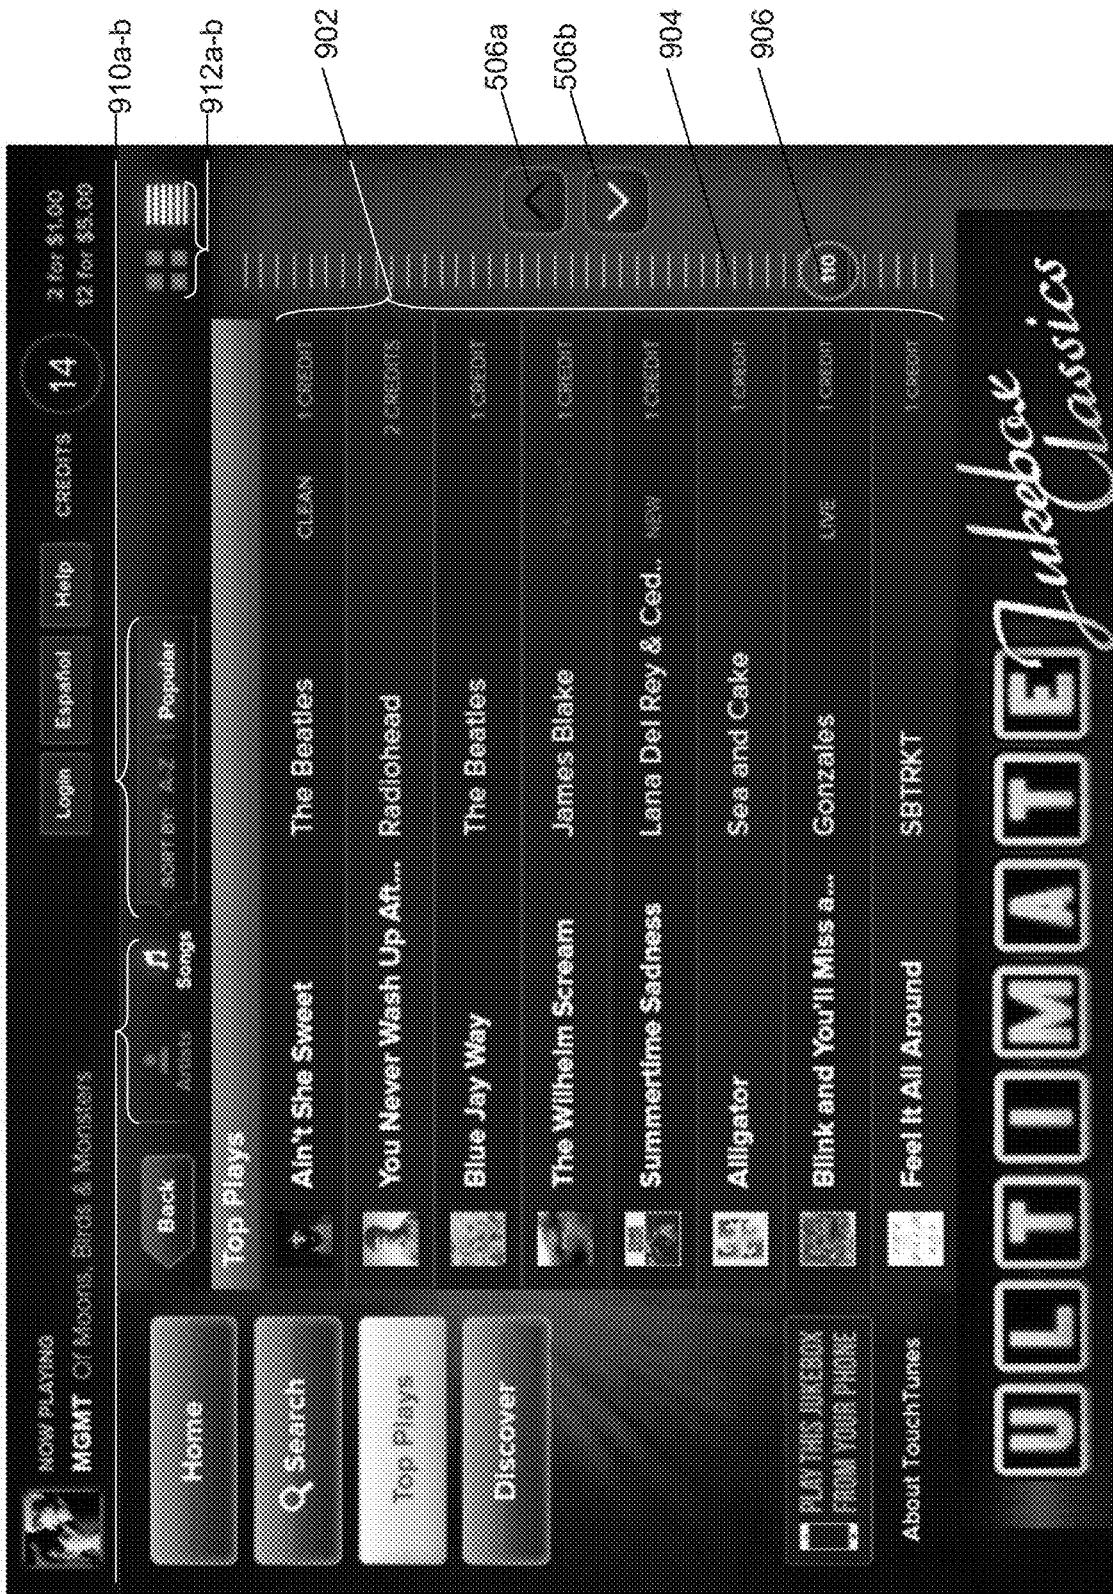 910a-b
912a-b
902
506a
506b
904
906
NOW PLAYING
MGMT Of Moons, Birds & Monsters
Login
Español
Help
CREDITS
14
2 for $1.00
12 for $5.00
Home
Search
Top Plays
Discover
PLAY THIS JUKEBOX
FROM YOUR PHONE
About TouchTunes
Back
Artists
Songs
SORT BY A-Z | Popular
Top Plays
Ain't She Sweet The Beatles CLEAN 1 CREDIT
You Never Wash Up Aft... Radiohead 2 CREDITS
Blue Jay Way The Beatles 1 CREDIT
The Wilhelm Scream James Blake 1 CREDIT
Summertime Sadness Lana Del Rey & Ced.. NEW 1 CREDIT
Alligator Sea and Cake 1 CREDIT
Blink and You'll Miss a... Gonzales LIVE 1 CREDIT
Feel It All Around SBTRKT 1 CREDIT
110
ULTIMATE Jukebox
Classics